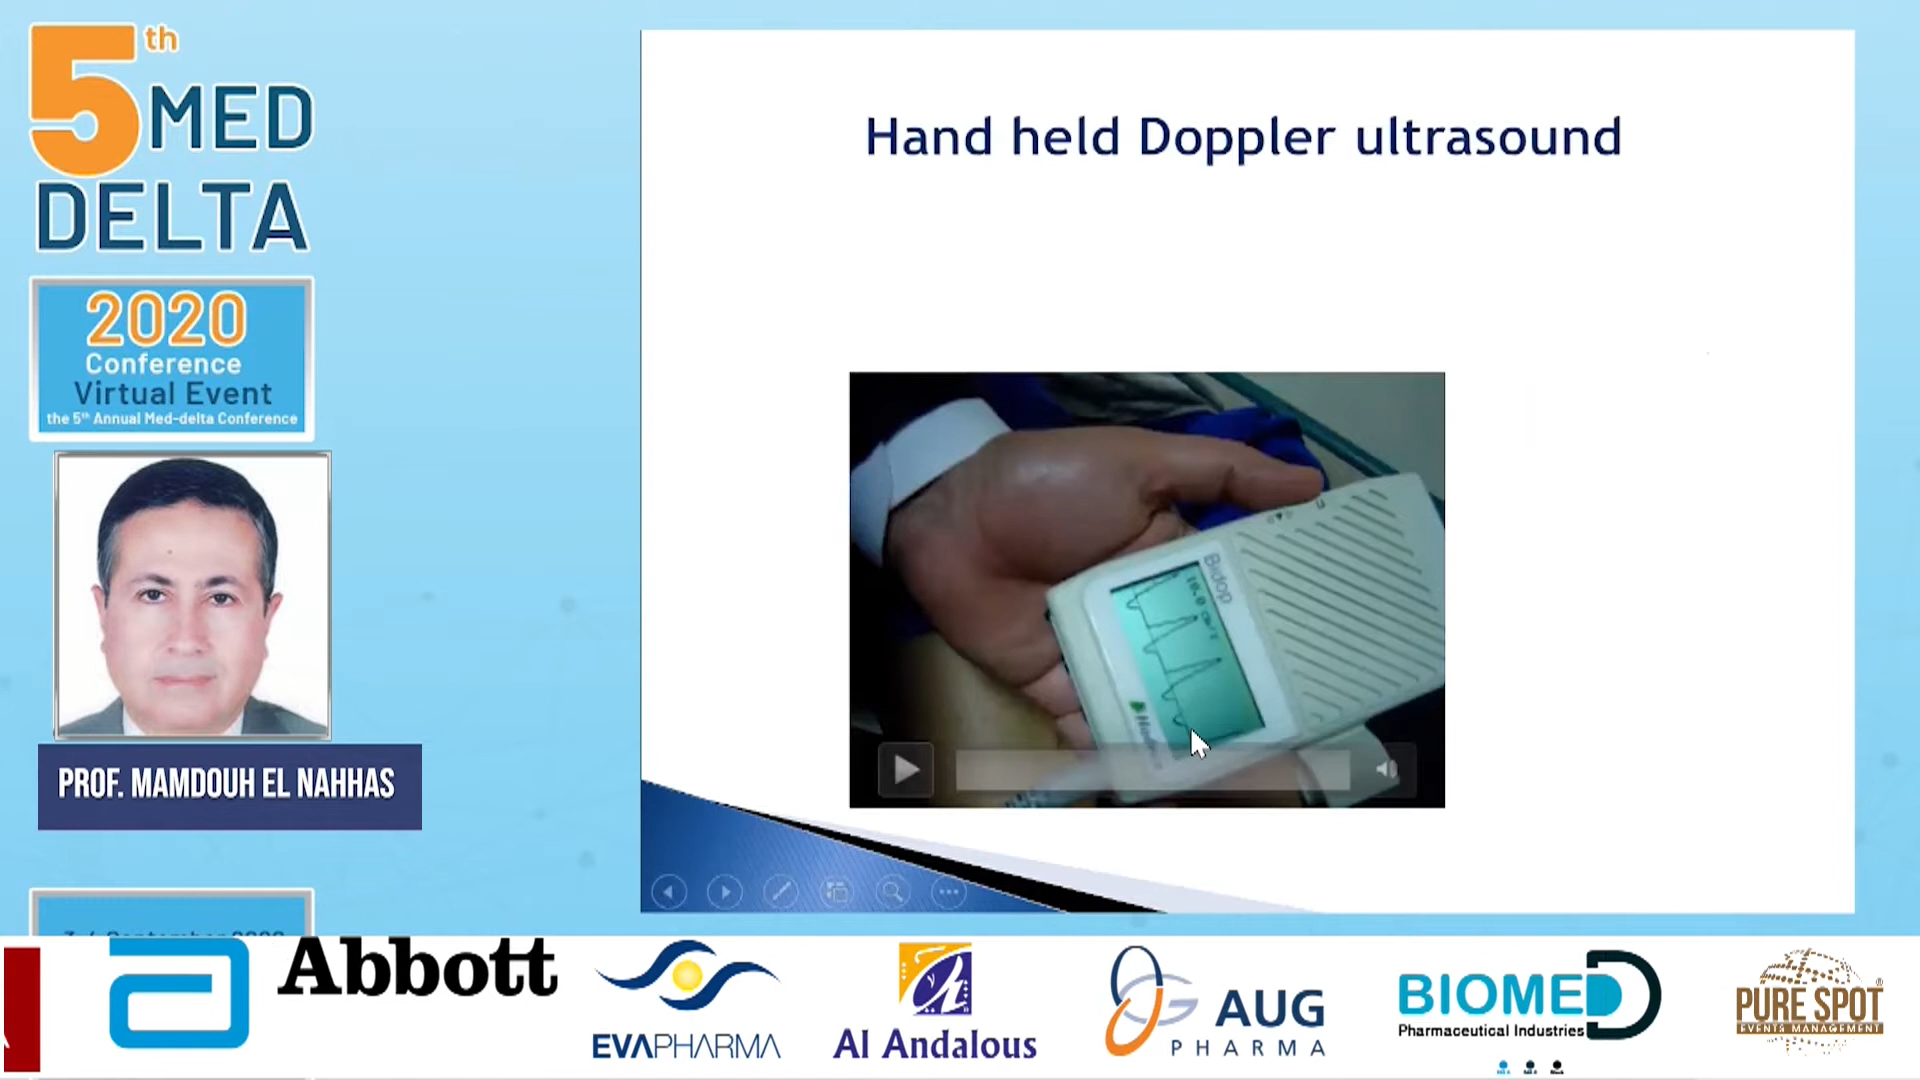 5th
MED
DELTA
2020
Conference
Virtual Event
the 5th Annual Med-delta Conference
PROF. MAMDOUH EL NAHHAS
Hand held Doppler ultrasound
Bidop
Abbott
EVAPHARMA
Al Andalous
AUG
PHARMA
BIOMED
Pharmaceutical Industries
PURE SPOT®
EVENTS MANAGEMENT